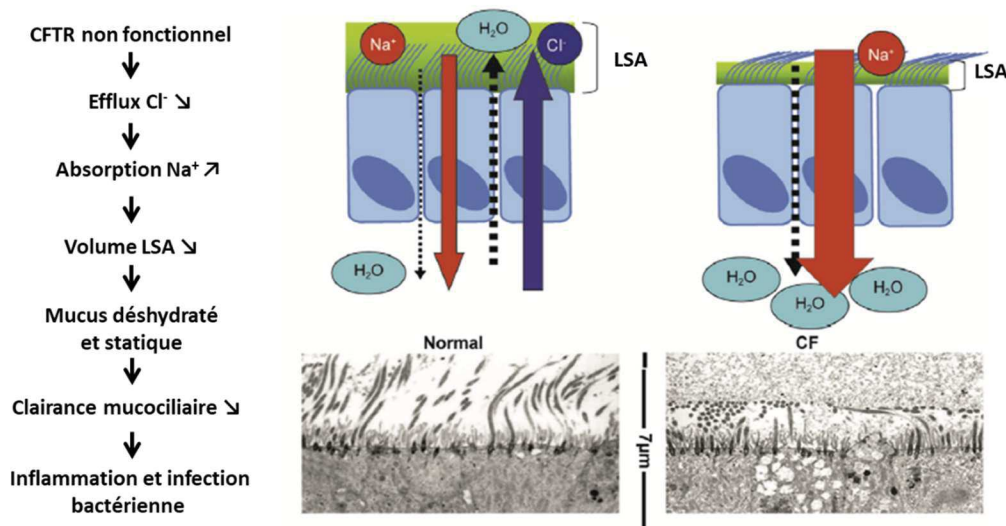 CFTR non fonctionnel
Efflux Cl⁻ ↘
Absorption Na⁺ ↗
Volume LSA ↘
Mucus déshydraté
et statique
Clairance mucociliaire ↘
Inflammation et infection
bactérienne
Na⁺
H₂O
Cl⁻
LSA
H₂O
Normal
Na⁺
LSA
H₂O
H₂O
H₂O
CF
7µm